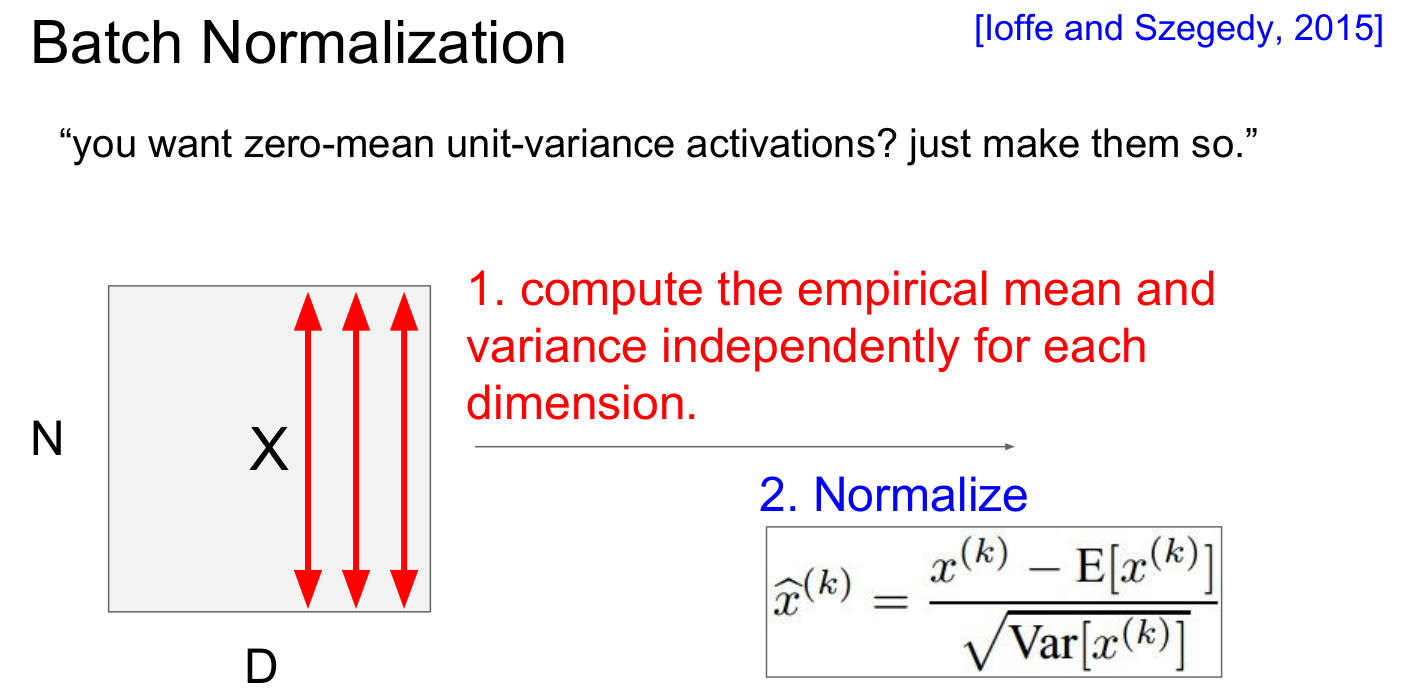 Batch Normalization
[Ioffe and Szegedy, 2015]
“you want zero-mean unit-variance activations? just make them so.”
1. compute the empirical mean and
variance independently for each
dimension.
N
X
D
2. Normalize
x̂^(k) = (x^(k) − E[x^(k)]) / √Var[x^(k)]